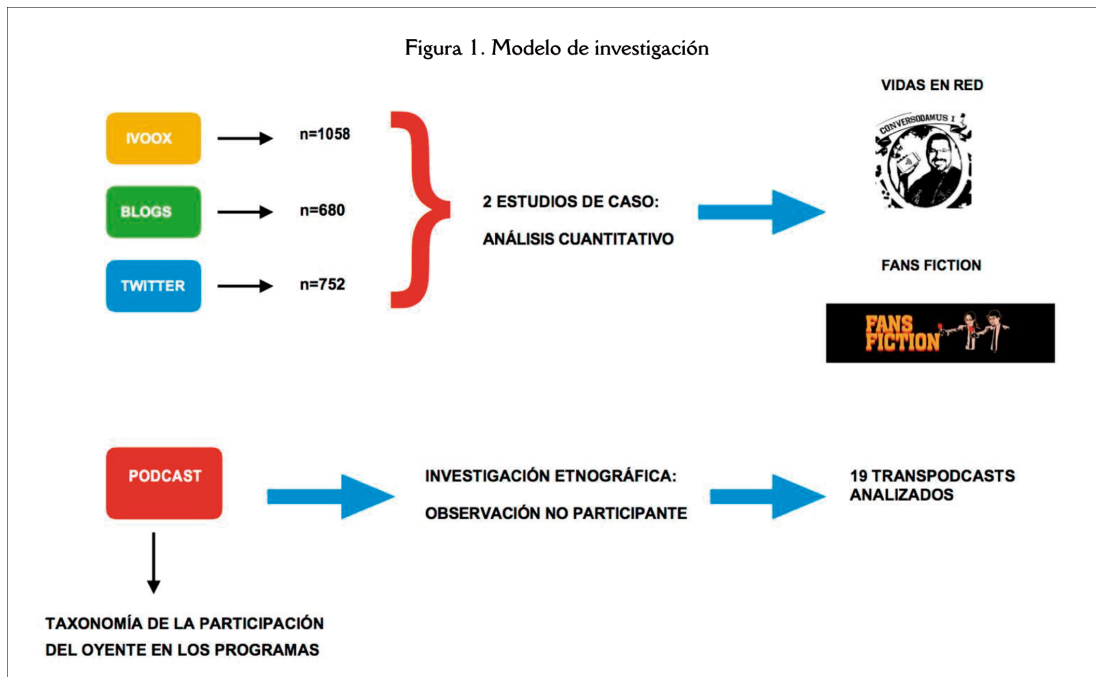 Figura 1. Modelo de investigación
VIDAS EN RED
CONVERSODAMUS I
IVOOX
n=1058
BLOGS
n=680
2 ESTUDIOS DE CASO:
ANÁLISIS CUANTITATIVO
TWITTER
n=752
FANS FICTION
FANS
FICTION
PODCAST
INVESTIGACIÓN ETNOGRÁFICA:
OBSERVACIÓN NO PARTICIPANTE
19 TRANSPODCASTS
ANALIZADOS
TAXONOMÍA DE LA PARTICIPACIÓN
DEL OYENTE EN LOS PROGRAMAS